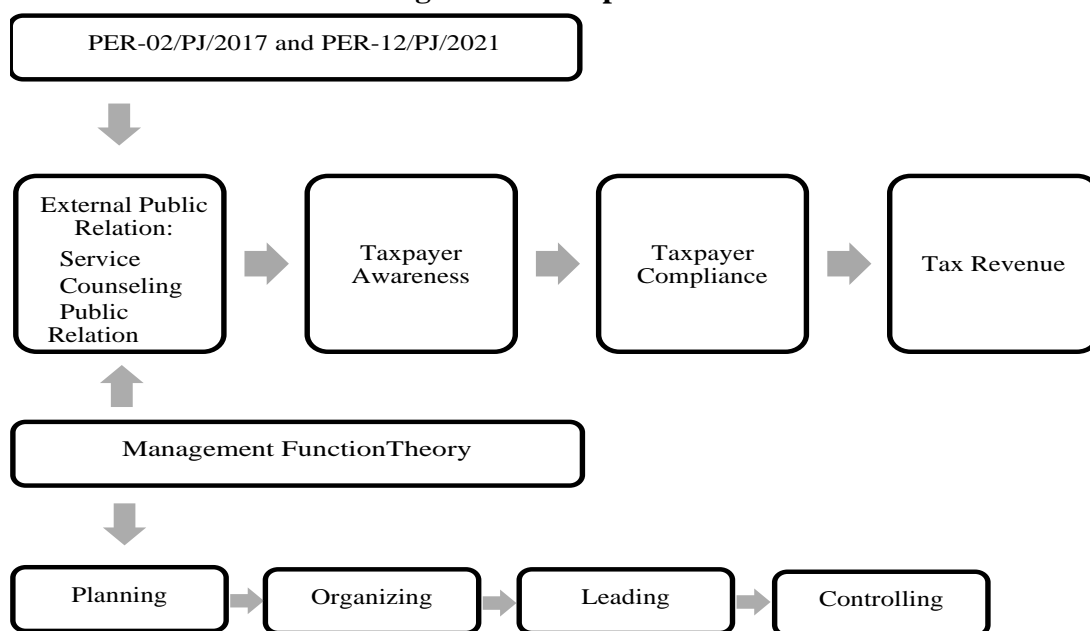 PER-02/PJ/2017 and PER-12/PJ/2021
External Public
Relation:
Service
Counseling
Public
Relation
Taxpayer
Awareness
Taxpayer
Compliance
Tax Revenue
Management FunctionTheory
Planning
Organizing
Leading
Controlling